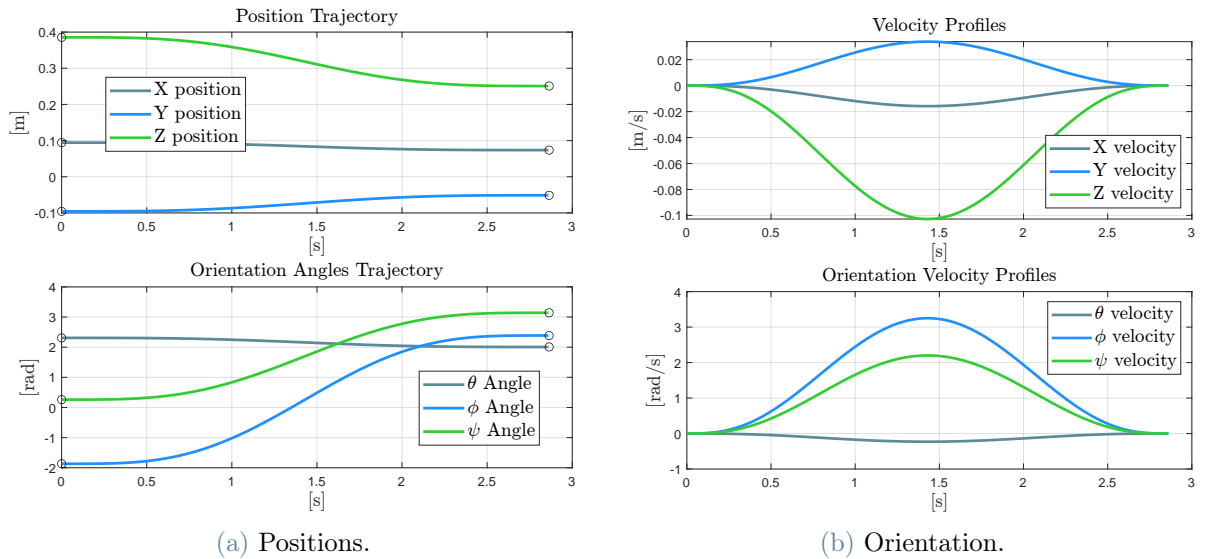 Position Trajectory
0.4
0.3
0.2
0.1
0
-0.1
[m]
X position
Y position
Z position
0 0.5 1 1.5 2 2.5 3
[s]
Orientation Angles Trajectory
4
3
2
1
0
-1
-2
[rad]
θ Angle
ϕ Angle
ψ Angle
0 0.5 1 1.5 2 2.5 3
[s]
(a) Positions.
Velocity Profiles
0.02
0
-0.02
-0.04
-0.06
-0.08
-0.1
[m/s]
X velocity
Y velocity
Z velocity
0 0.5 1 1.5 2 2.5 3
[s]
Orientation Velocity Profiles
4
3
2
1
0
-1
[rad/s]
θ velocity
ϕ velocity
ψ velocity
0 0.5 1 1.5 2 2.5 3
[s]
(b) Orientation.